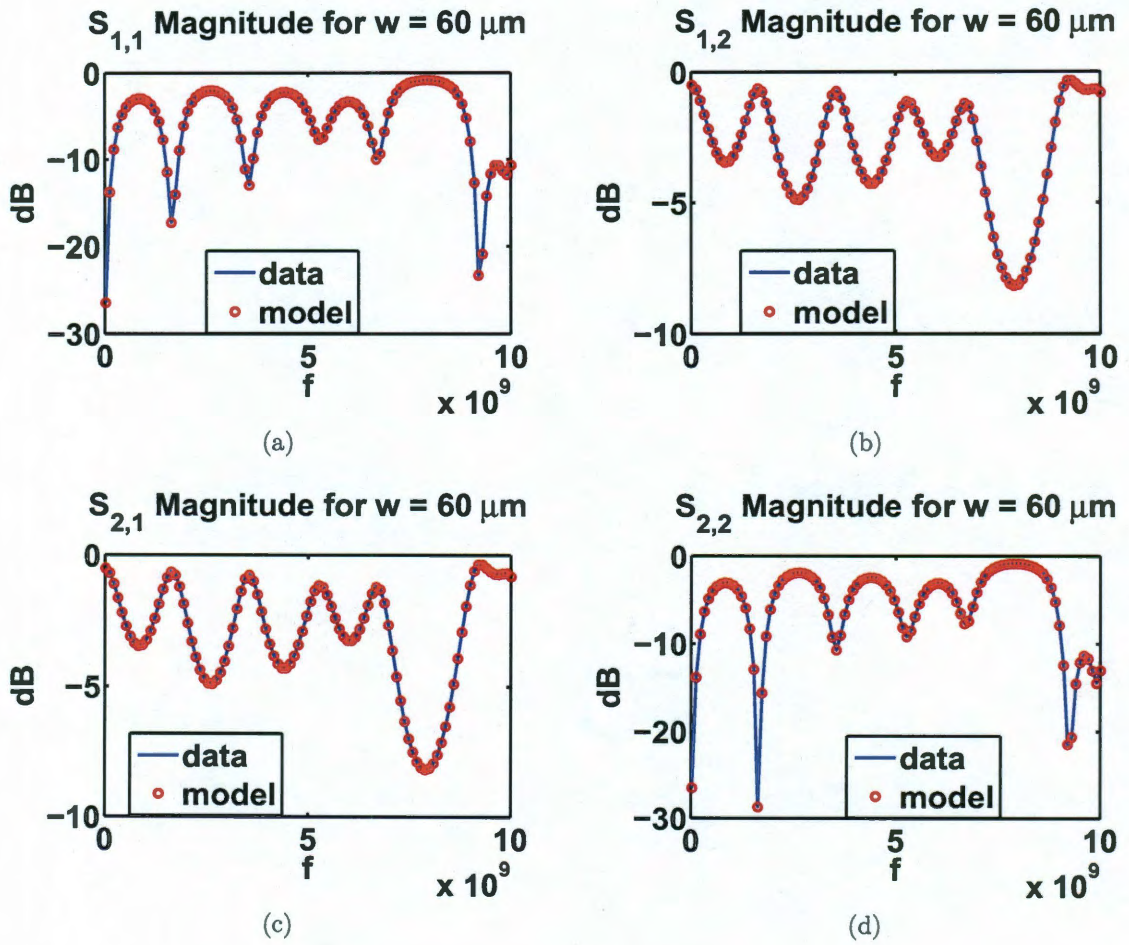 S1,1 Magnitude for w = 60 μm
0
−10
−20
−30
dB
data
model
0
5
10
f
x 10^9
(a)
S1,2 Magnitude for w = 60 μm
0
−5
−10
dB
data
model
0
5
10
f
x 10^9
(b)
S2,1 Magnitude for w = 60 μm
0
−5
−10
dB
data
model
0
5
10
f
x 10^9
(c)
S2,2 Magnitude for w = 60 μm
0
−10
−20
−30
dB
data
model
0
5
10
f
x 10^9
(d)